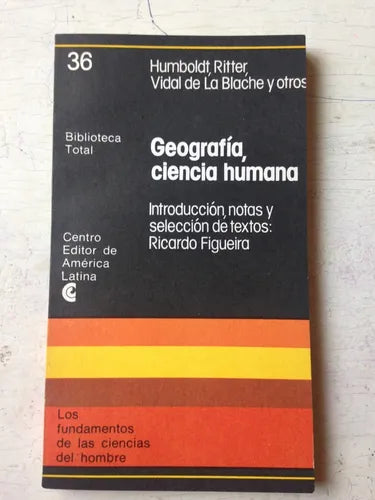 36
Humboldt, Ritter,
Vidal de La Blache y otros
Biblioteca
Total
Geografía,
ciencia humana
Introducción, notas y
selección de textos:
Ricardo Figueira
Centro
Editor de
América
Latina
Los
fundamentos
de las ciencias
del hombre